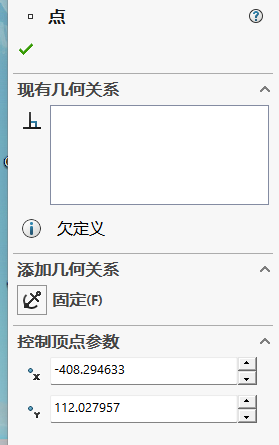 点
现有几何关系
欠定义
添加几何关系
固定(F)
控制顶点参数
X -408.294633
Y 112.027957